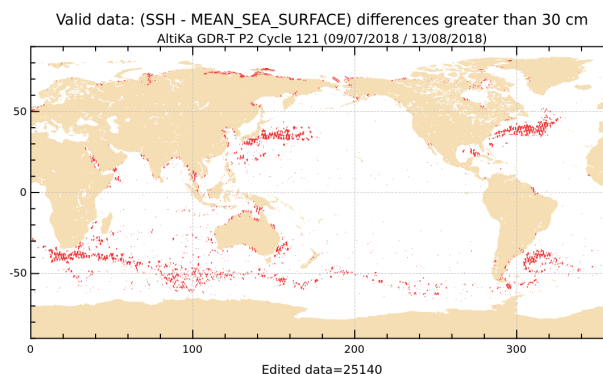 Valid data: (SSH - MEAN_SEA_SURFACE) differences greater than 30 cm
AltiKa GDR-T P2 Cycle 121 (09/07/2018 / 13/08/2018)
50
0
-50
0 100 200 300
Edited data=25140